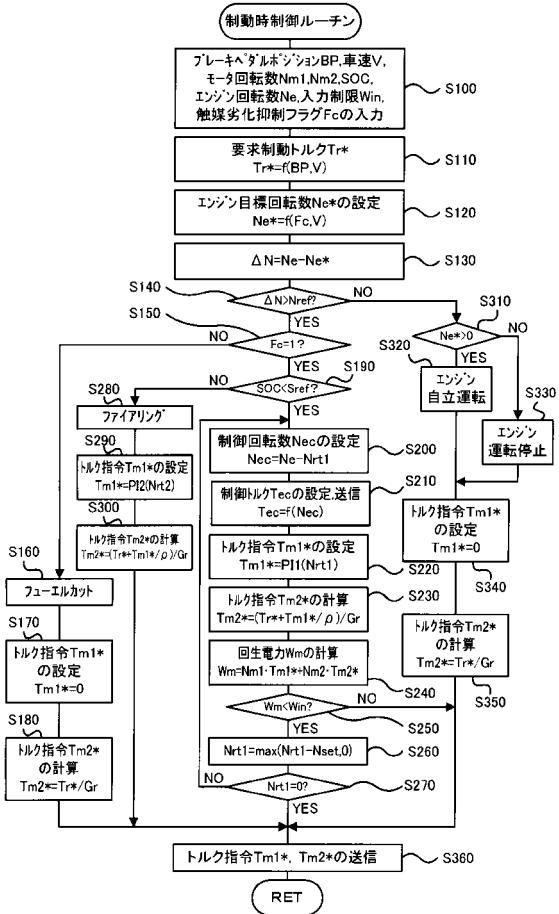 制動時制御ルーチン
ブレーキペダルポジションBP,車速V,
モータ回転数Nm1,Nm2,SOC,
エンジン回転数Ne,入力制限Win,
触媒劣化抑制フラグFcの入力
S100
要求制動トルクTr*
Tr*=f(BP,V)
S110
エンジン目標回転数Ne*の設定
Ne*=f(Fc,V)
S120
ΔN=Ne-Ne*
S130
S140
ΔN>Nref?
NO
YES
S150
Fc=1?
NO
YES
S310
Ne*>0
NO
YES
S320
エンジン
自立運転
S330
エンジン
運転停止
S190
SOC<Sref?
NO
YES
S280
ファイアリング
S290
トルク指令Tm1*の設定
Tm1*=PI2(Nrt2)
S300
トルク指令Tm2*の計算
Tm2*=(Tr*+Tm1*/ρ)/Gr
制御回転数Necの設定
Nec=Ne-Nrt1
S200
制御トルクTecの設定,送信
Tec=f(Nec)
S210
トルク指令Tm1*の設定
Tm1*=PI1(Nrt1)
S220
トルク指令Tm2*の計算
Tm2*=(Tr*+Tm1*/ρ)/Gr
S230
回生電力Wmの計算
Wm=Nm1・Tm1*+Nm2・Tm2*
S240
Wm<Win?
NO
YES
S250
Nrt1=max(Nrt1-Nset,0)
S260
Nrt1=0?
NO
YES
S270
S160
フューエルカット
S170
トルク指令Tm1*
の設定
Tm1*=0
S180
トルク指令Tm2*
の計算
Tm2*=Tr*/Gr
トルク指令Tm1*
の設定
Tm1*=0
S340
トルク指令Tm2*
の計算
Tm2*=Tr*/Gr
S350
トルク指令Tm1*, Tm2*の送信
S360
RET